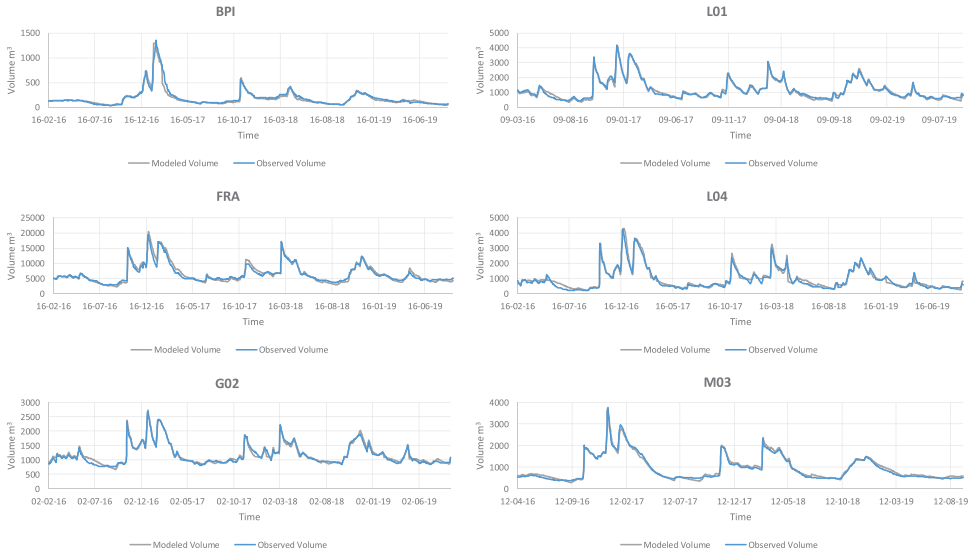 BPI
Volume m³
1500
1000
500
0
16-02-16 16-07-16 16-12-16 16-05-17 16-10-17 16-03-18 16-08-18 16-01-19 16-06-19
Time
Modeled Volume Observed Volume
L01
Volume m³
5000
4000
3000
2000
1000
0
09-03-16 09-08-16 09-01-17 09-06-17 09-11-17 09-04-18 09-09-18 09-02-19 09-07-19
Time
Modeled Volume Observed Volume
FRA
Volume m³
25000
20000
15000
10000
5000
0
16-02-16 16-07-16 16-12-16 16-05-17 16-10-17 16-03-18 16-08-18 16-01-19 16-06-19
Time
Modeled Volume Observed Volume
L04
Volume m³
5000
4000
3000
2000
1000
0
16-02-16 16-07-16 16-12-16 16-05-17 16-10-17 16-03-18 16-08-18 16-01-19 16-06-19
Time
Modeled Volume Observed Volume
G02
Volume m³
3000
2500
2000
1500
1000
500
0
02-02-16 02-07-16 02-12-16 02-05-17 02-10-17 02-03-18 02-08-18 02-01-19 02-06-19
Time
Modeled Volume Observed Volume
M03
Volume m³
4000
3000
2000
1000
0
12-04-16 12-09-16 12-02-17 12-07-17 12-12-17 12-05-18 12-10-18 12-03-19 12-08-19
Time
Modeled Volume Observed Volume